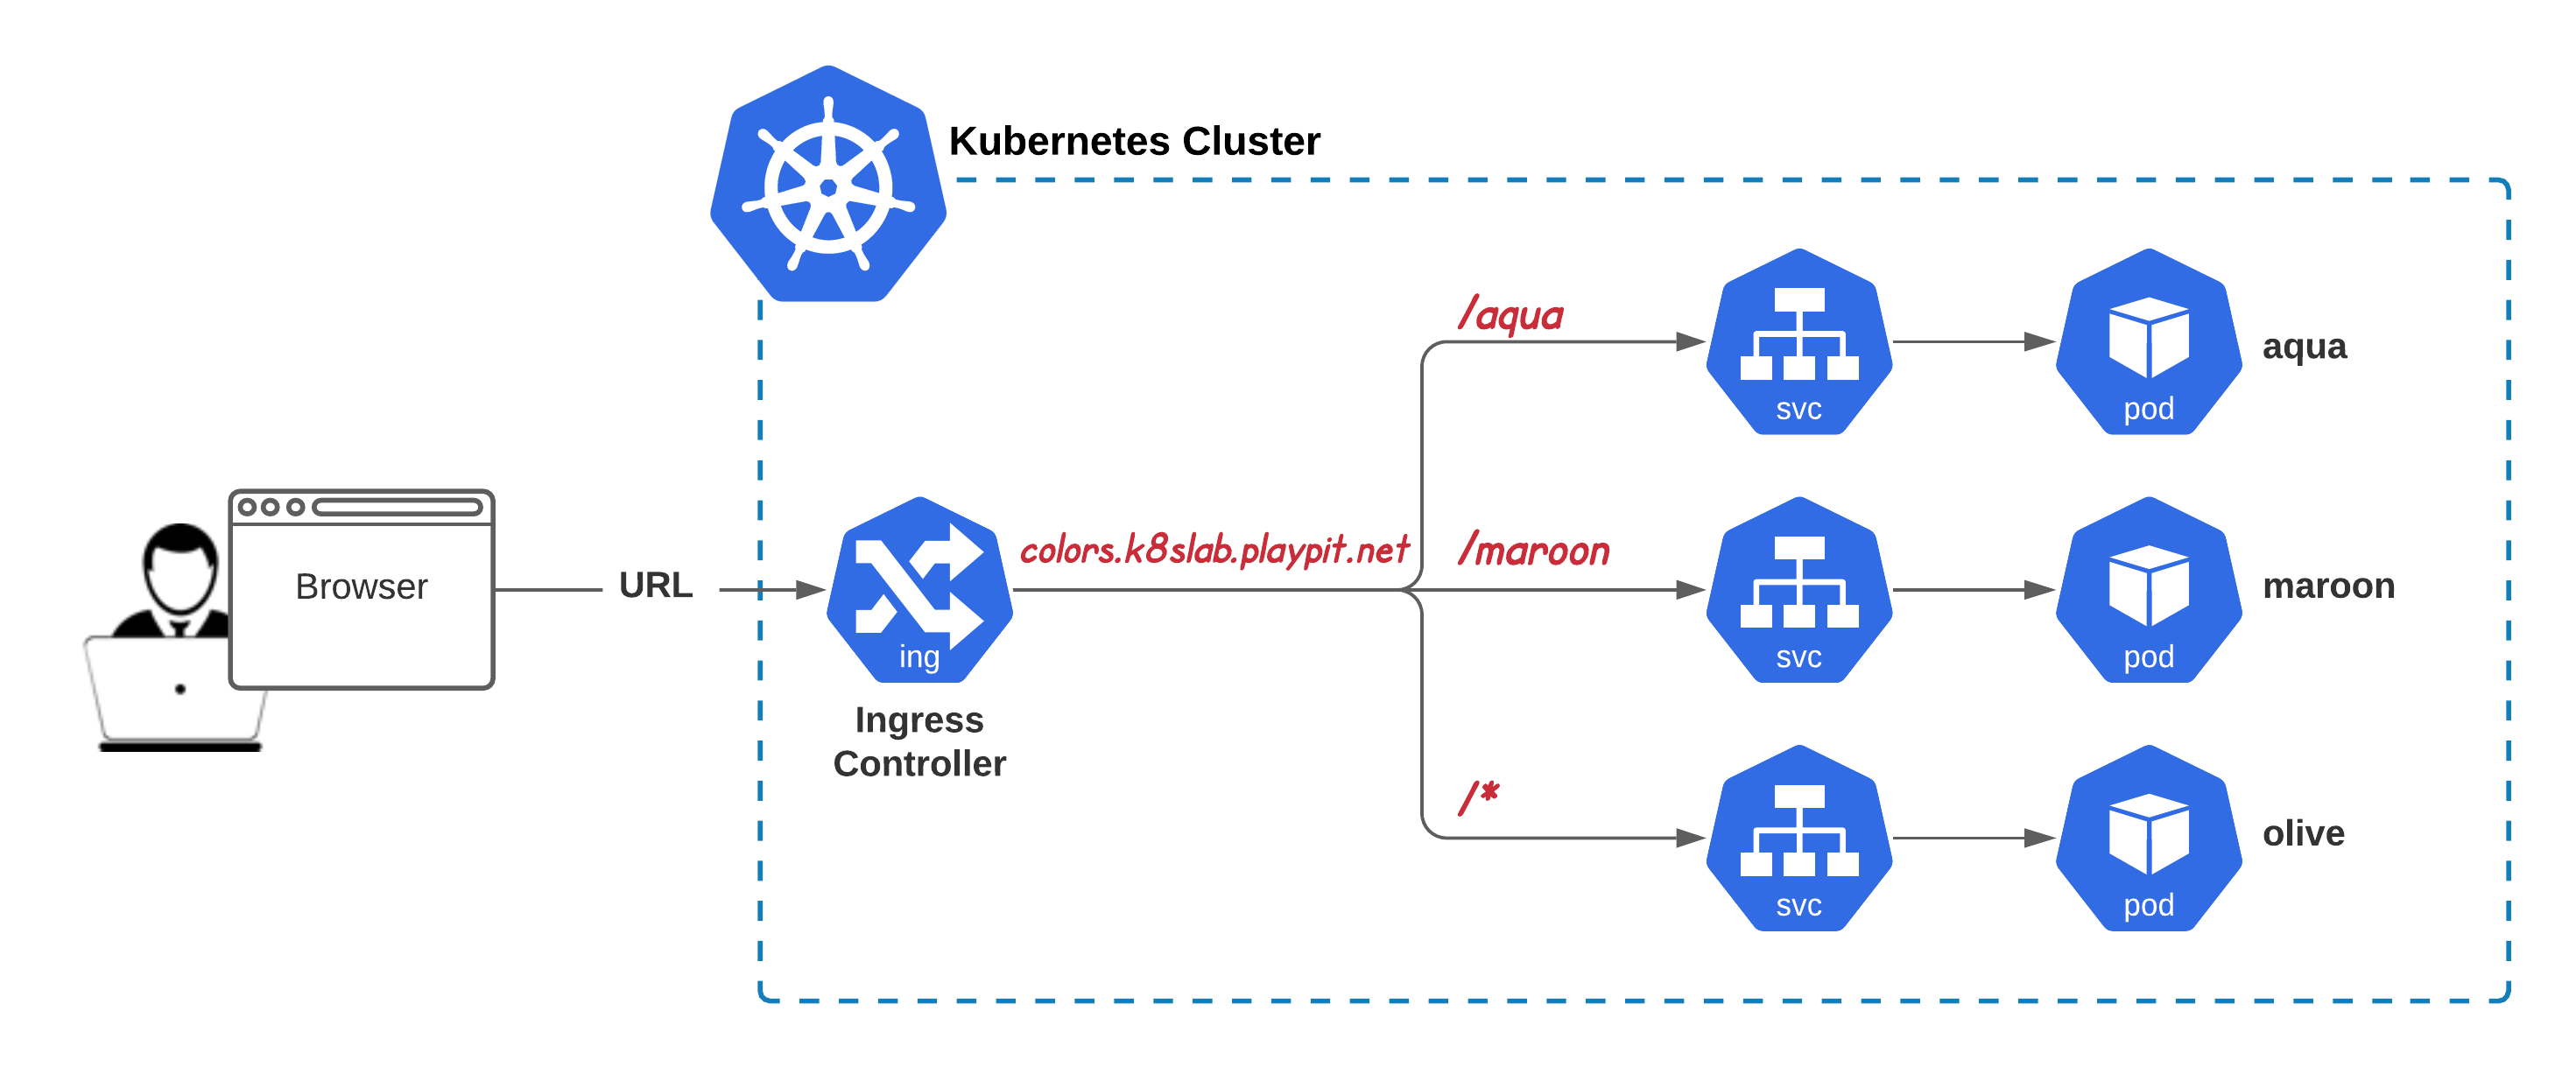 Kubernetes Cluster
/aqua
svc
pod
aqua
Browser
URL
ing
Ingress
Controller
colors.k8slab.playpit.net
/maroon
svc
pod
maroon
/*
svc
pod
olive